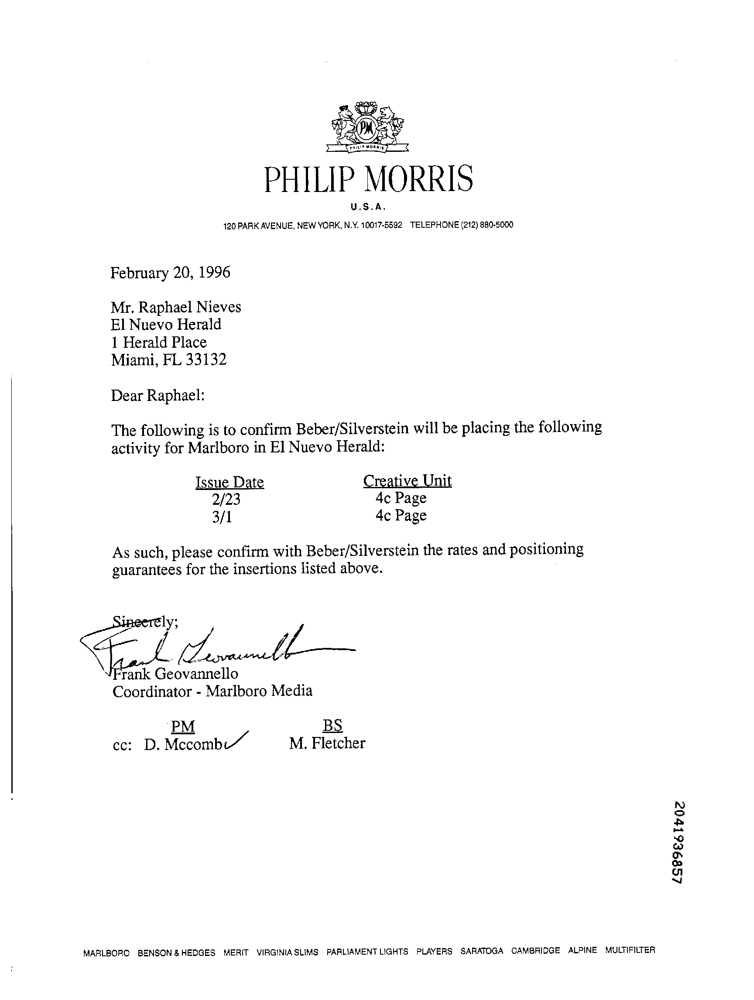 PM
PHILIP MORRIS
PHILIP MORRIS
U.S.A.
120 PARK AVENUE, NEW YORK, N.Y. 10017-5592 TELEPHONE (212) 880-5000
February 20, 1996
Mr. Raphael Nieves
El Nuevo Herald
1 Herald Place
Miami, FL 33132
Dear Raphael:
The following is to confirm Beber/Silverstein will be placing the following
activity for Marlboro in El Nuevo Herald:
Issue Date Creative Unit
2/23 4c Page
3/1 4c Page
As such, please confirm with Beber/Silverstein the rates and positioning
guarantees for the insertions listed above.
Sincerely;
Frank Geovannello
Frank Geovannello
Coordinator - Marlboro Media
PM BS
cc: D. Mccomb M. Fletcher
2041936857
MARLBORO BENSON & HEDGES MERIT VIRGINIA SLIMS PARLIAMENT LIGHTS PLAYERS SARATOGA CAMBRIDGE ALPINE MULTIFILTER